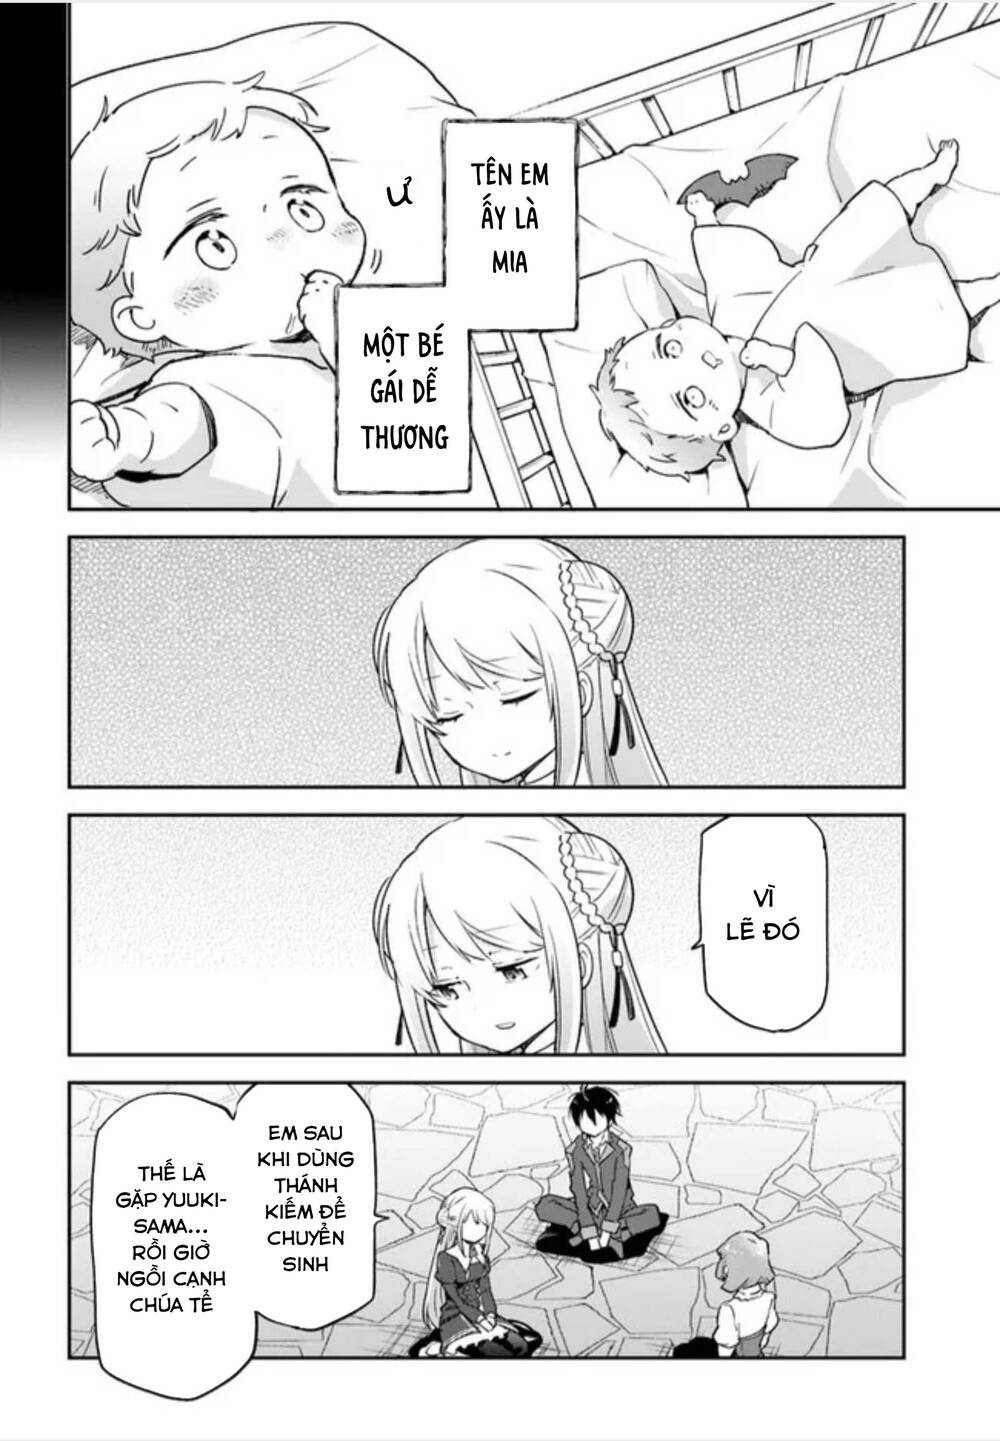 TÊN EM
ẤY LÀ
MIA
Ư
MỘT BÉ
GÁI DỄ
THƯƠNG
VÌ
LẼ ĐÓ
EM SAU
KHI DÙNG
THÁNH
KIẾM ĐỂ
CHUYỂN
SINH
THẾ LÀ
GẶP YUUKI-
SAMA...
RỒI GIỜ
NGỒI CẠNH
CHÚA TỂ